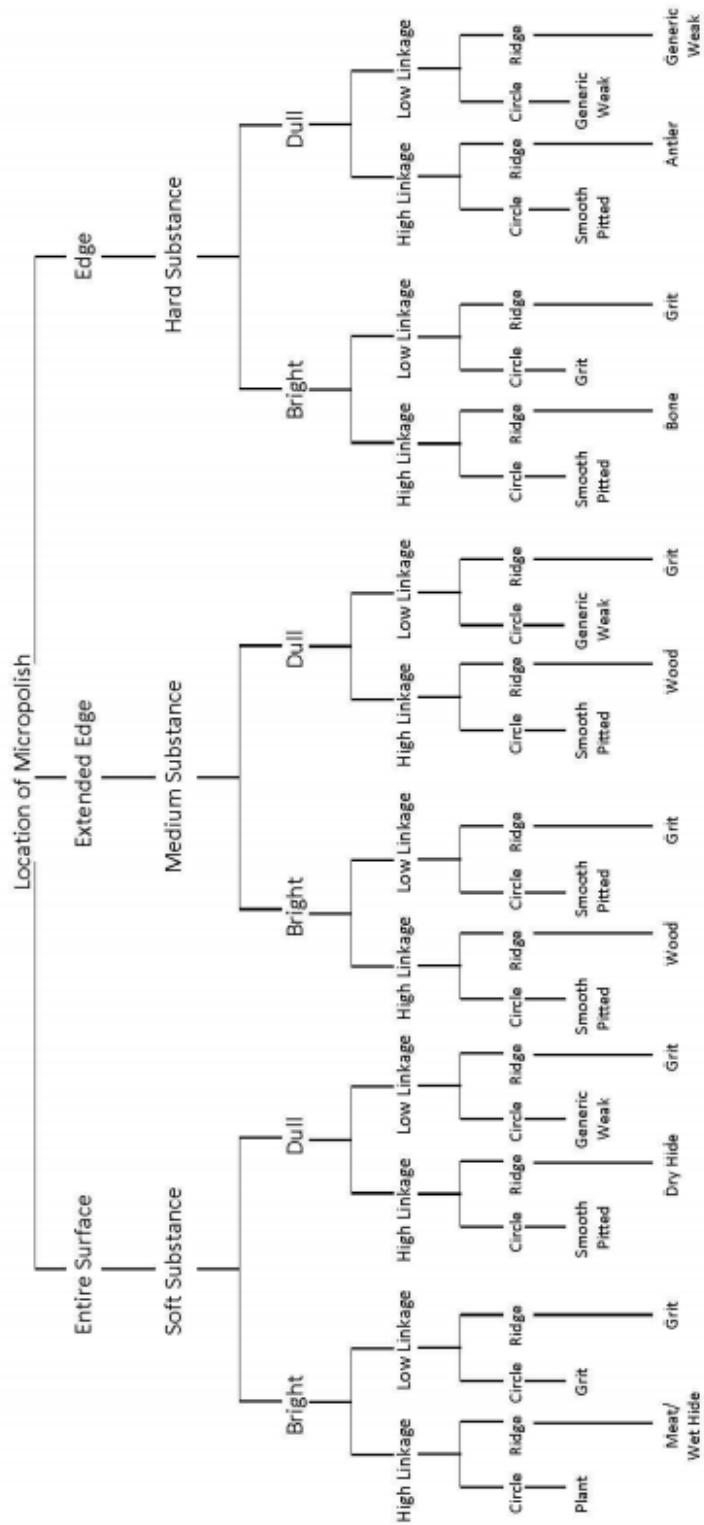 Location of Micropolish
Entire Surface
Extended Edge
Edge
Soft Substance
Medium Substance
Hard Substance
Bright
Dull
Bright
Dull
Bright
Dull
High Linkage
Low Linkage
High Linkage
Low Linkage
High Linkage
Low Linkage
High Linkage
Low Linkage
High Linkage
Low Linkage
High Linkage
Low Linkage
Circle
Ridge
Circle
Ridge
Circle
Ridge
Circle
Ridge
Circle
Ridge
Circle
Ridge
Circle
Ridge
Circle
Ridge
Circle
Ridge
Circle
Ridge
Circle
Ridge
Circle
Ridge
Plant
Grit
Smooth
Pitted
Generic
Weak
Smooth
Pitted
Smooth
Pitted
Smooth
Pitted
Generic
Weak
Smooth
Pitted
Grit
Smooth
Pitted
Generic
Weak
Meat/
Wet Hide
Grit
Dry Hide
Grit
Wood
Grit
Wood
Grit
Bone
Grit
Antler
Generic
Weak